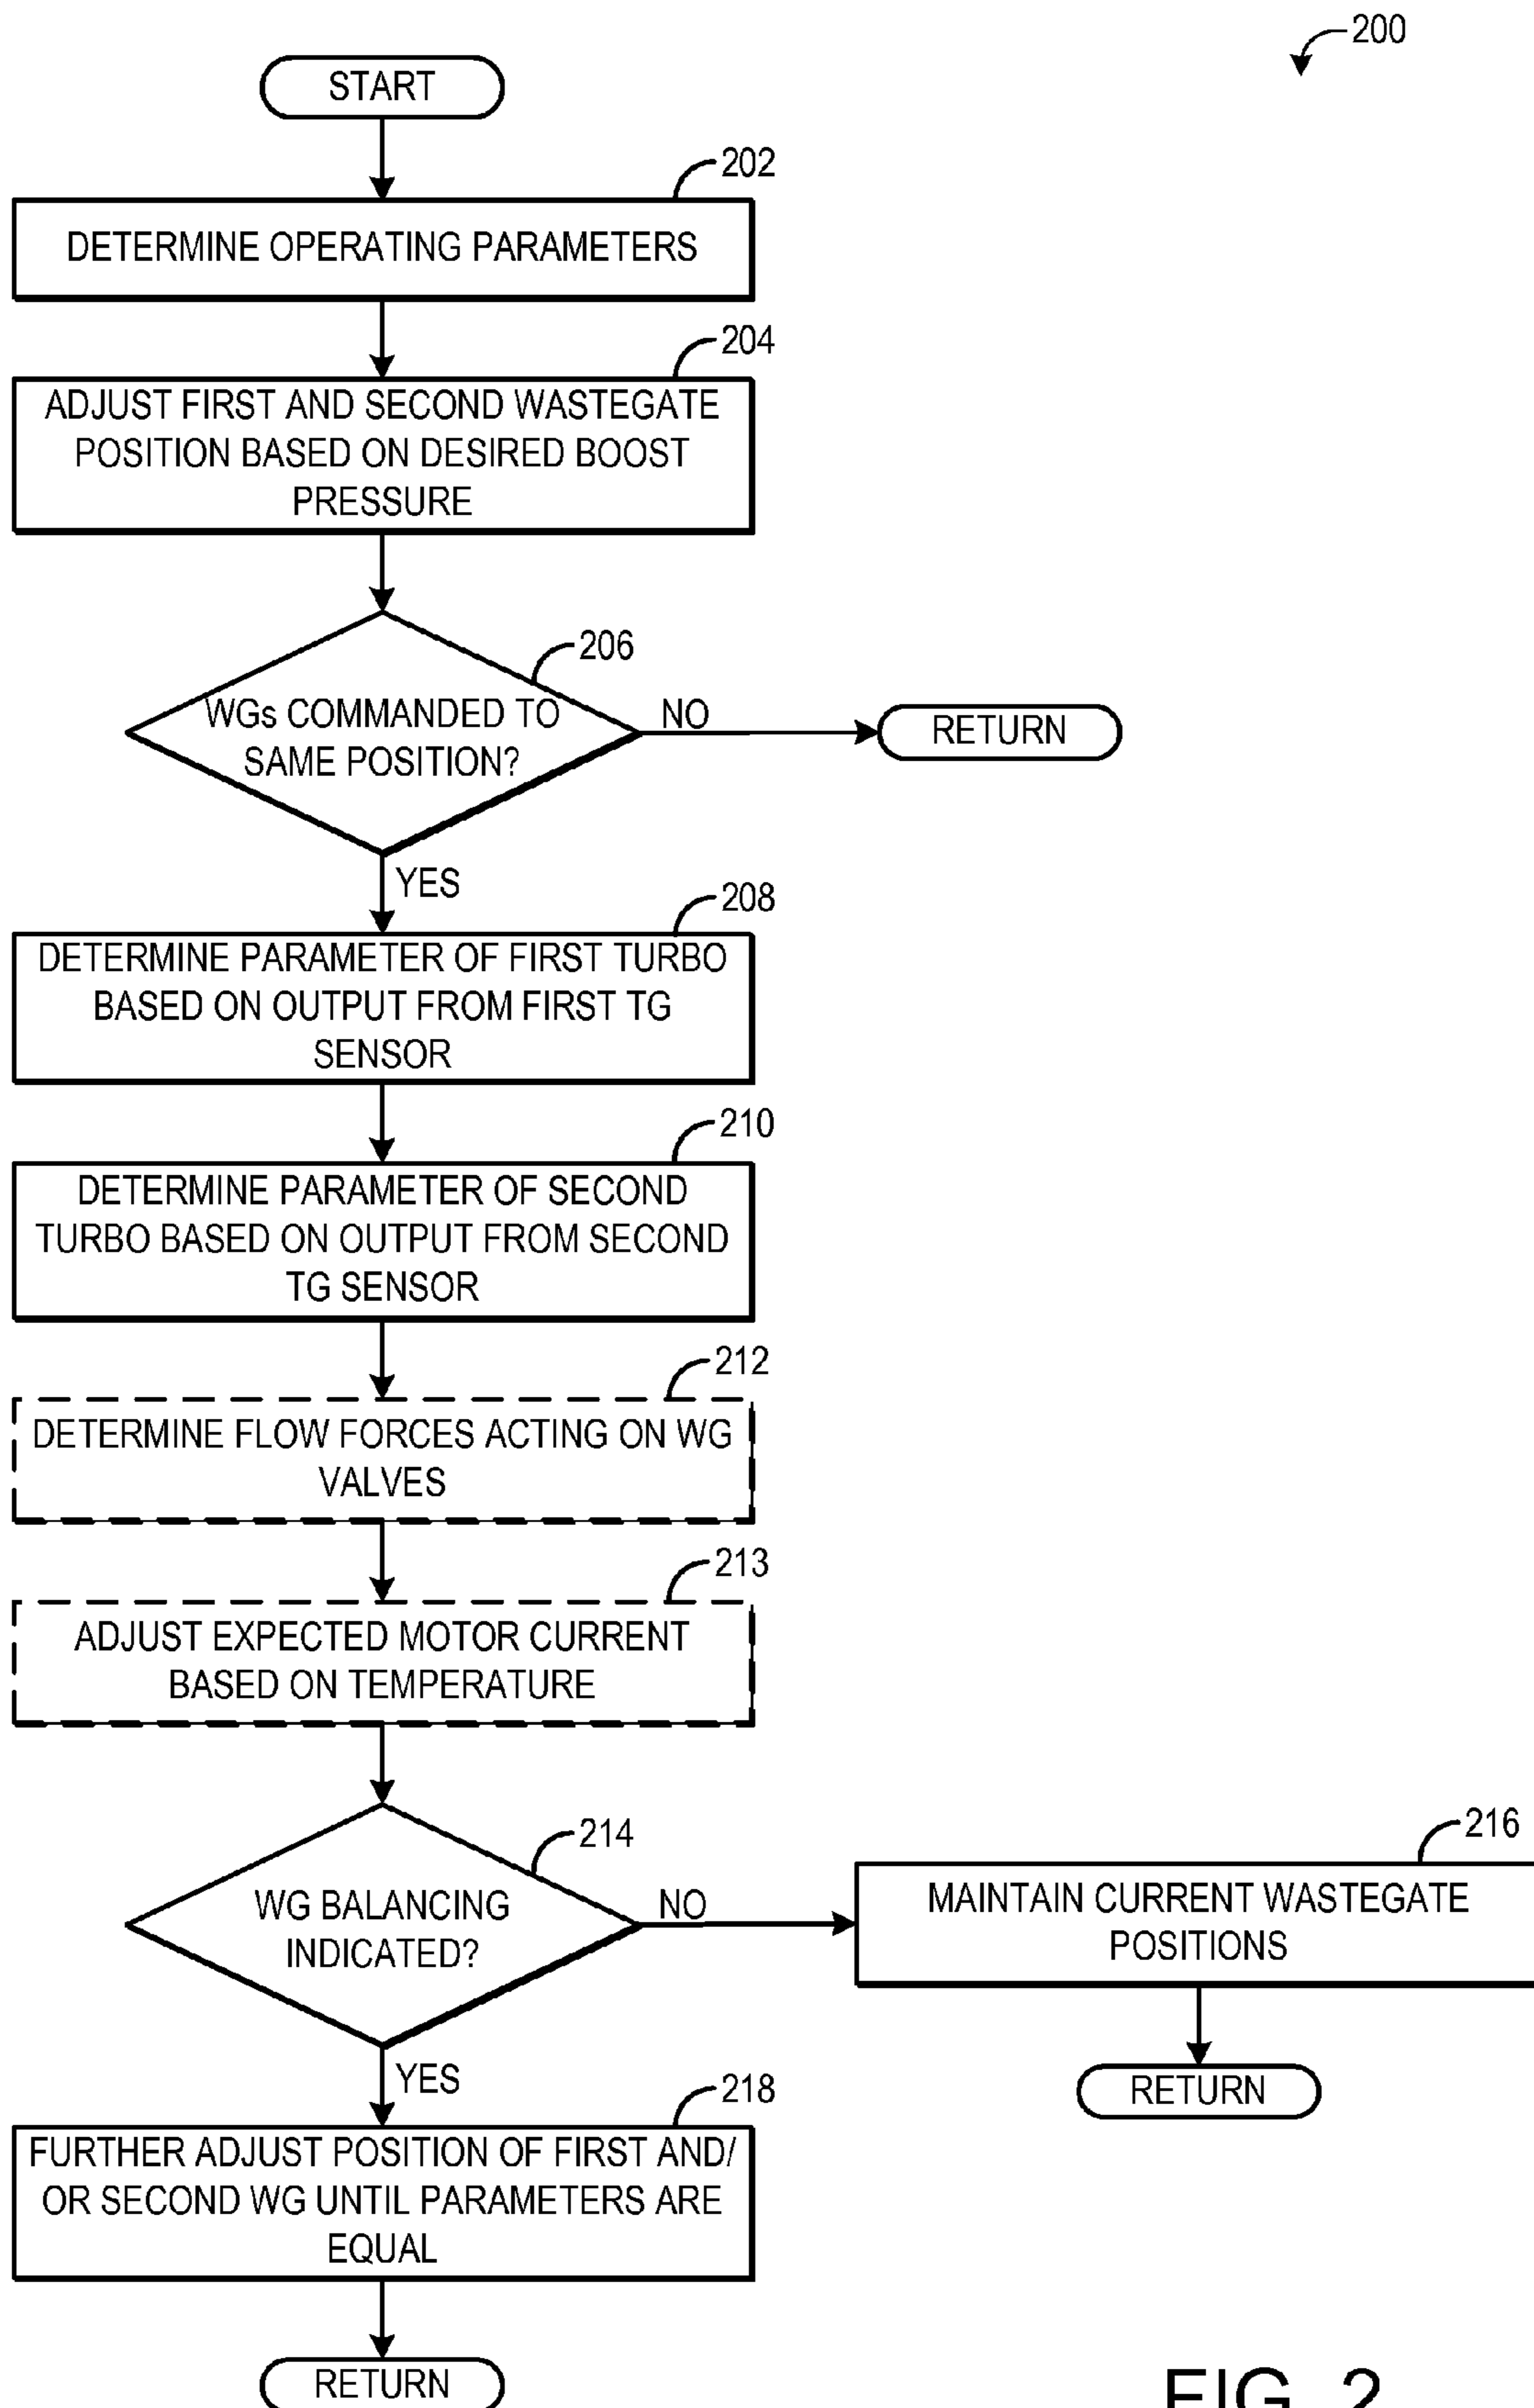 200
START
202
DETERMINE OPERATING PARAMETERS
204
ADJUST FIRST AND SECOND WASTEGATE
POSITION BASED ON DESIRED BOOST
PRESSURE
206
WGs COMMANDED TO
SAME POSITION?
NO
RETURN
YES
208
DETERMINE PARAMETER OF FIRST TURBO
BASED ON OUTPUT FROM FIRST TG
SENSOR
210
DETERMINE PARAMETER OF SECOND
TURBO BASED ON OUTPUT FROM SECOND
TG SENSOR
212
DETERMINE FLOW FORCES ACTING ON WG
VALVES
213
ADJUST EXPECTED MOTOR CURRENT
BASED ON TEMPERATURE
214
WG BALANCING
INDICATED?
NO
216
MAINTAIN CURRENT WASTEGATE
POSITIONS
RETURN
YES
218
FURTHER ADJUST POSITION OF FIRST AND/
OR SECOND WG UNTIL PARAMETERS ARE
EQUAL
RETURN
FIG. 2